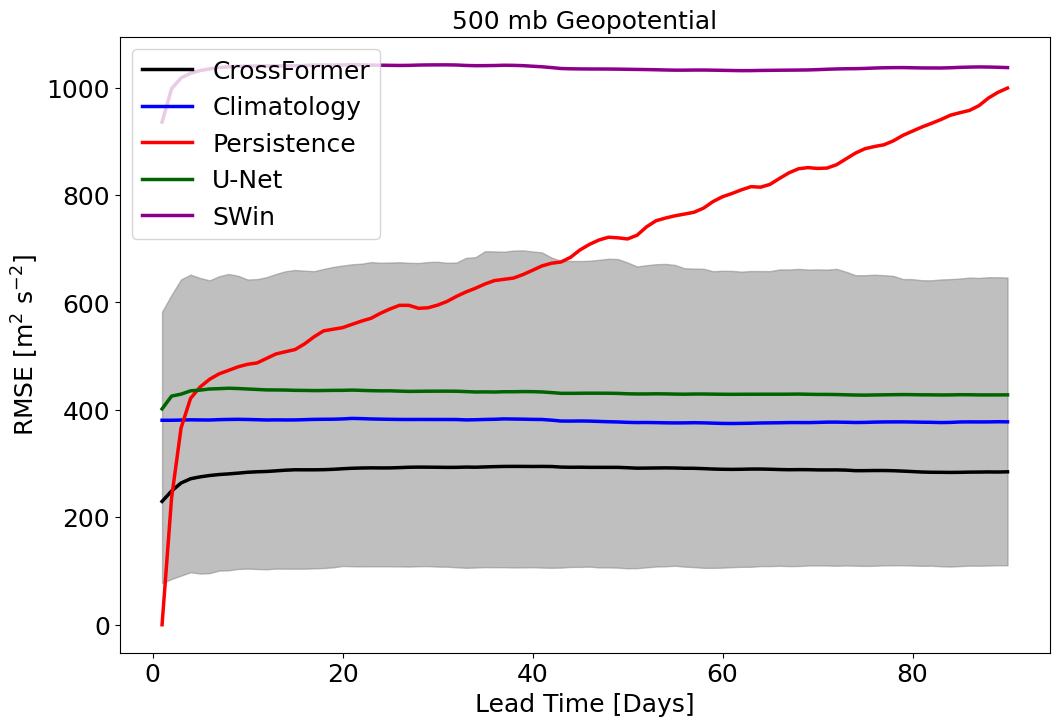 500 mb Geopotential
CrossFormer
Climatology
Persistence
U-Net
SWin
RMSE [m² s⁻²]
1000
800
600
400
200
0
0 20 40 60 80
Lead Time [Days]